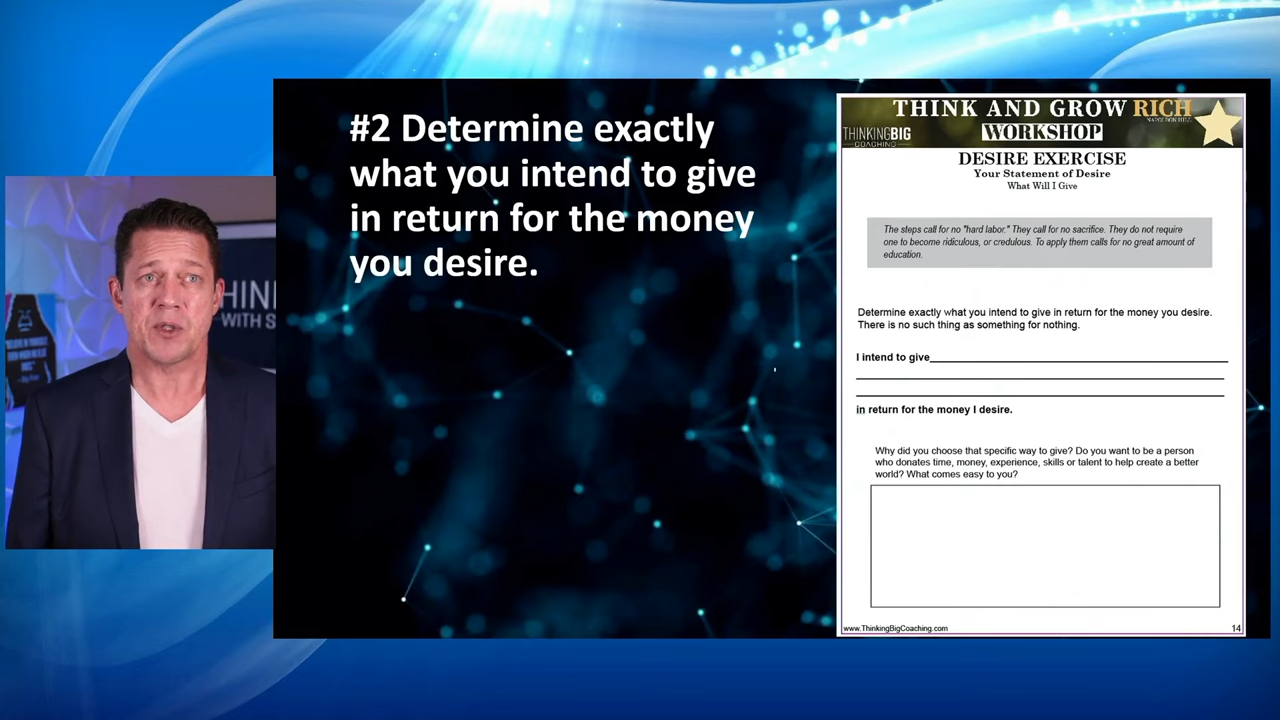 #2 Determine exactly
what you intend to give
in return for the money
you desire.
THINK AND GROW RICH
NAPOLEON HILL
WORKSHOP
THINKINGBIG
COACHING
DESIRE EXERCISE
Your Statement of Desire
What Will I Give
The steps call for no "hard labor." They call for no sacrifice. They do not require
one to become ridiculous, or credulous. To apply them calls for no great amount of
education.
Determine exactly what you intend to give in return for the money you desire.
There is no such thing as something for nothing.
I intend to give
in return for the money I desire.
Why did you choose that specific way to give? Do you want to be a person
who donates time, money, experience, skills or talent to help create a better
world? What comes easy to you?
www.ThinkingBigCoaching.com
14
HIN
WITH S